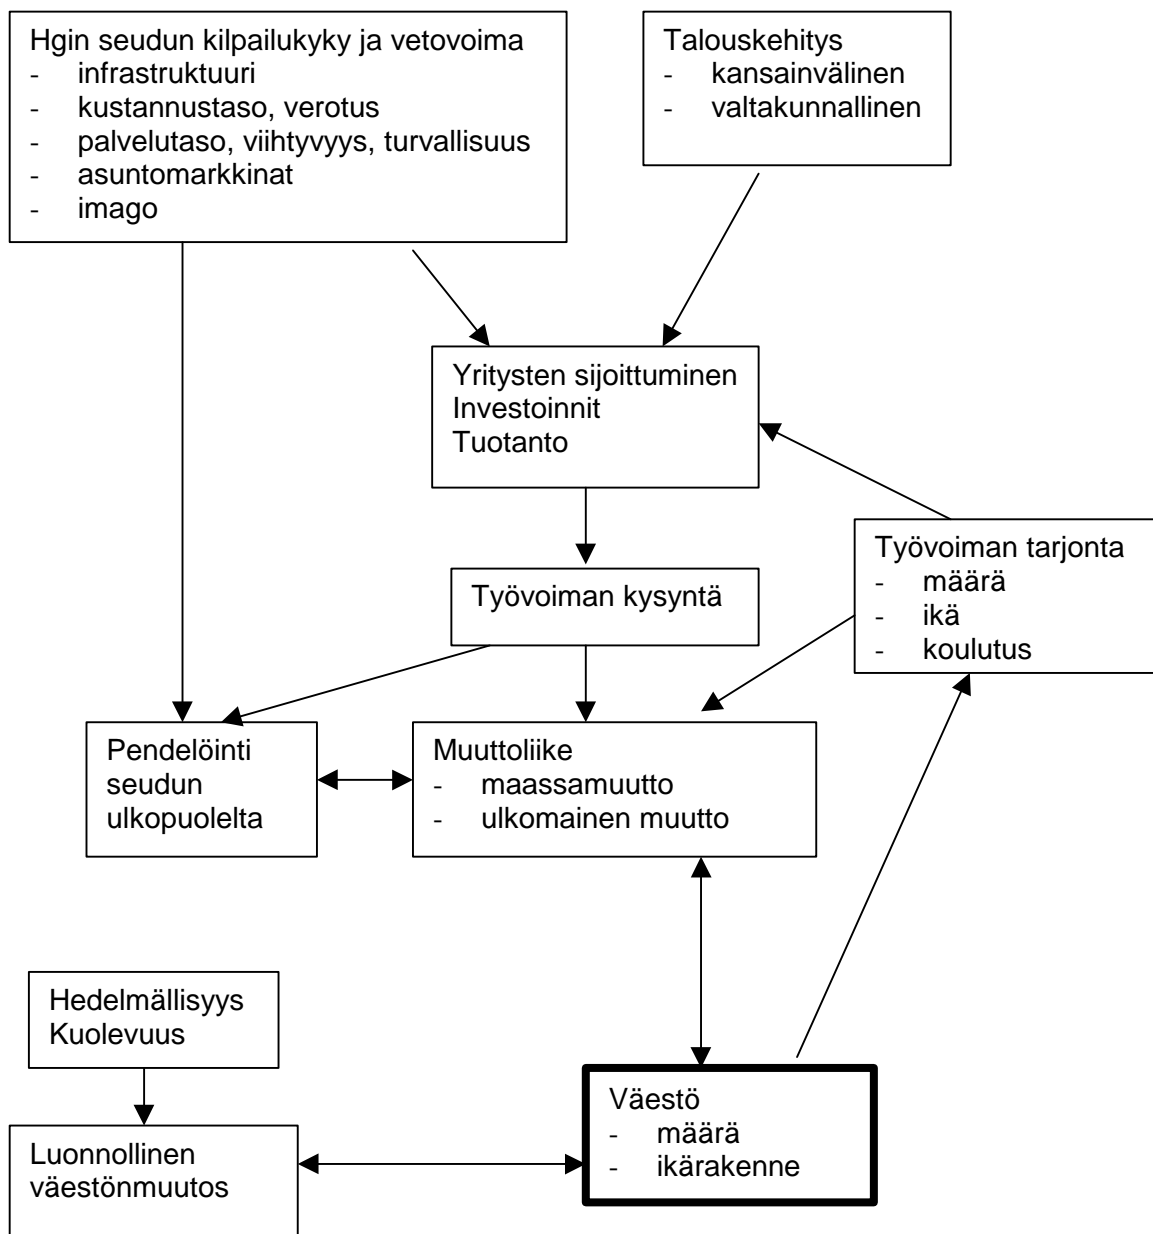 Hgin seudun kilpailukyky ja vetovoima
- infrastruktuuri
- kustannustaso, verotus
- palvelutaso, viihtyvyys, turvallisuus
- asuntomarkkinat
- imago
Talouskehitys
- kansainvälinen
- valtakunnallinen
Yritysten sijoittuminen
Investoinnit
Tuotanto
Työvoiman tarjonta
- määrä
- ikä
- koulutus
Työvoiman kysyntä
Pendelöinti
seudun
ulkopuolelta
Muuttoliike
- maassamuutto
- ulkomainen muutto
Hedelmällisyys
Kuolevuus
Väestö
- määrä
- ikärakenne
Luonnollinen
väestönmuutos